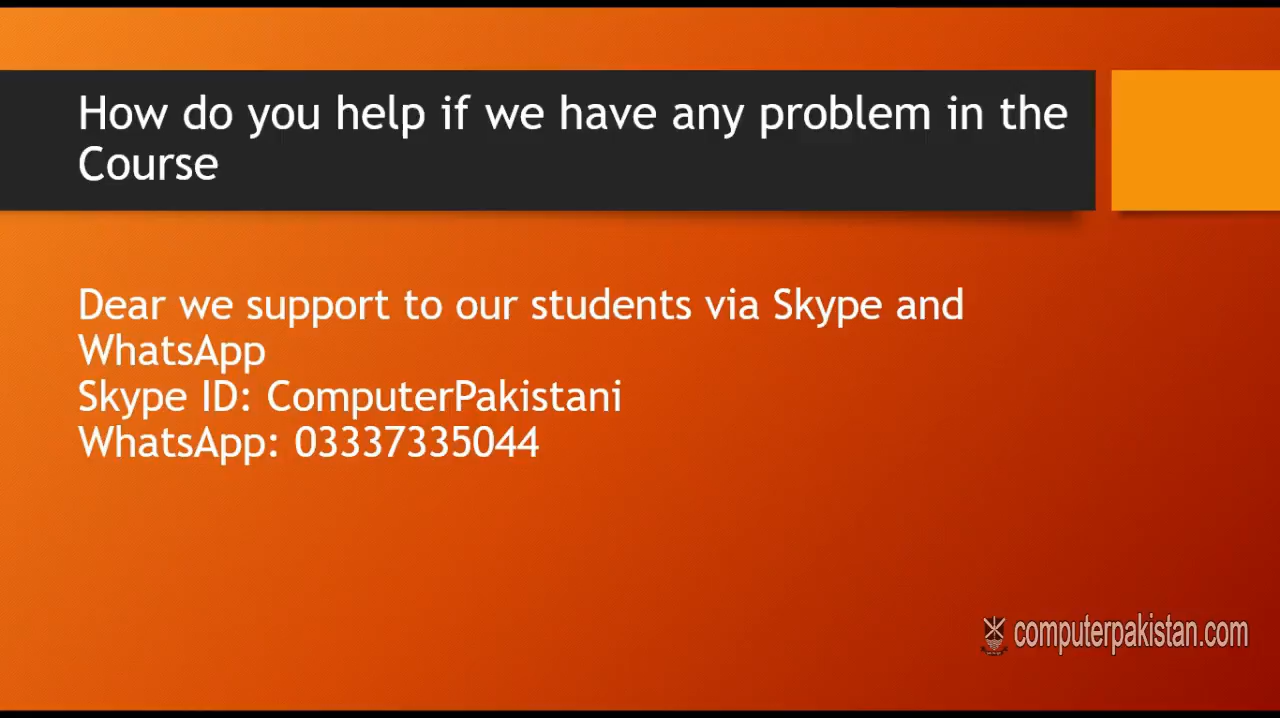 How do you help if we have any problem in the
Course
Dear we support to our students via Skype and
WhatsApp
Skype ID: ComputerPakistani
WhatsApp: 03337335044
computerpakistan.com